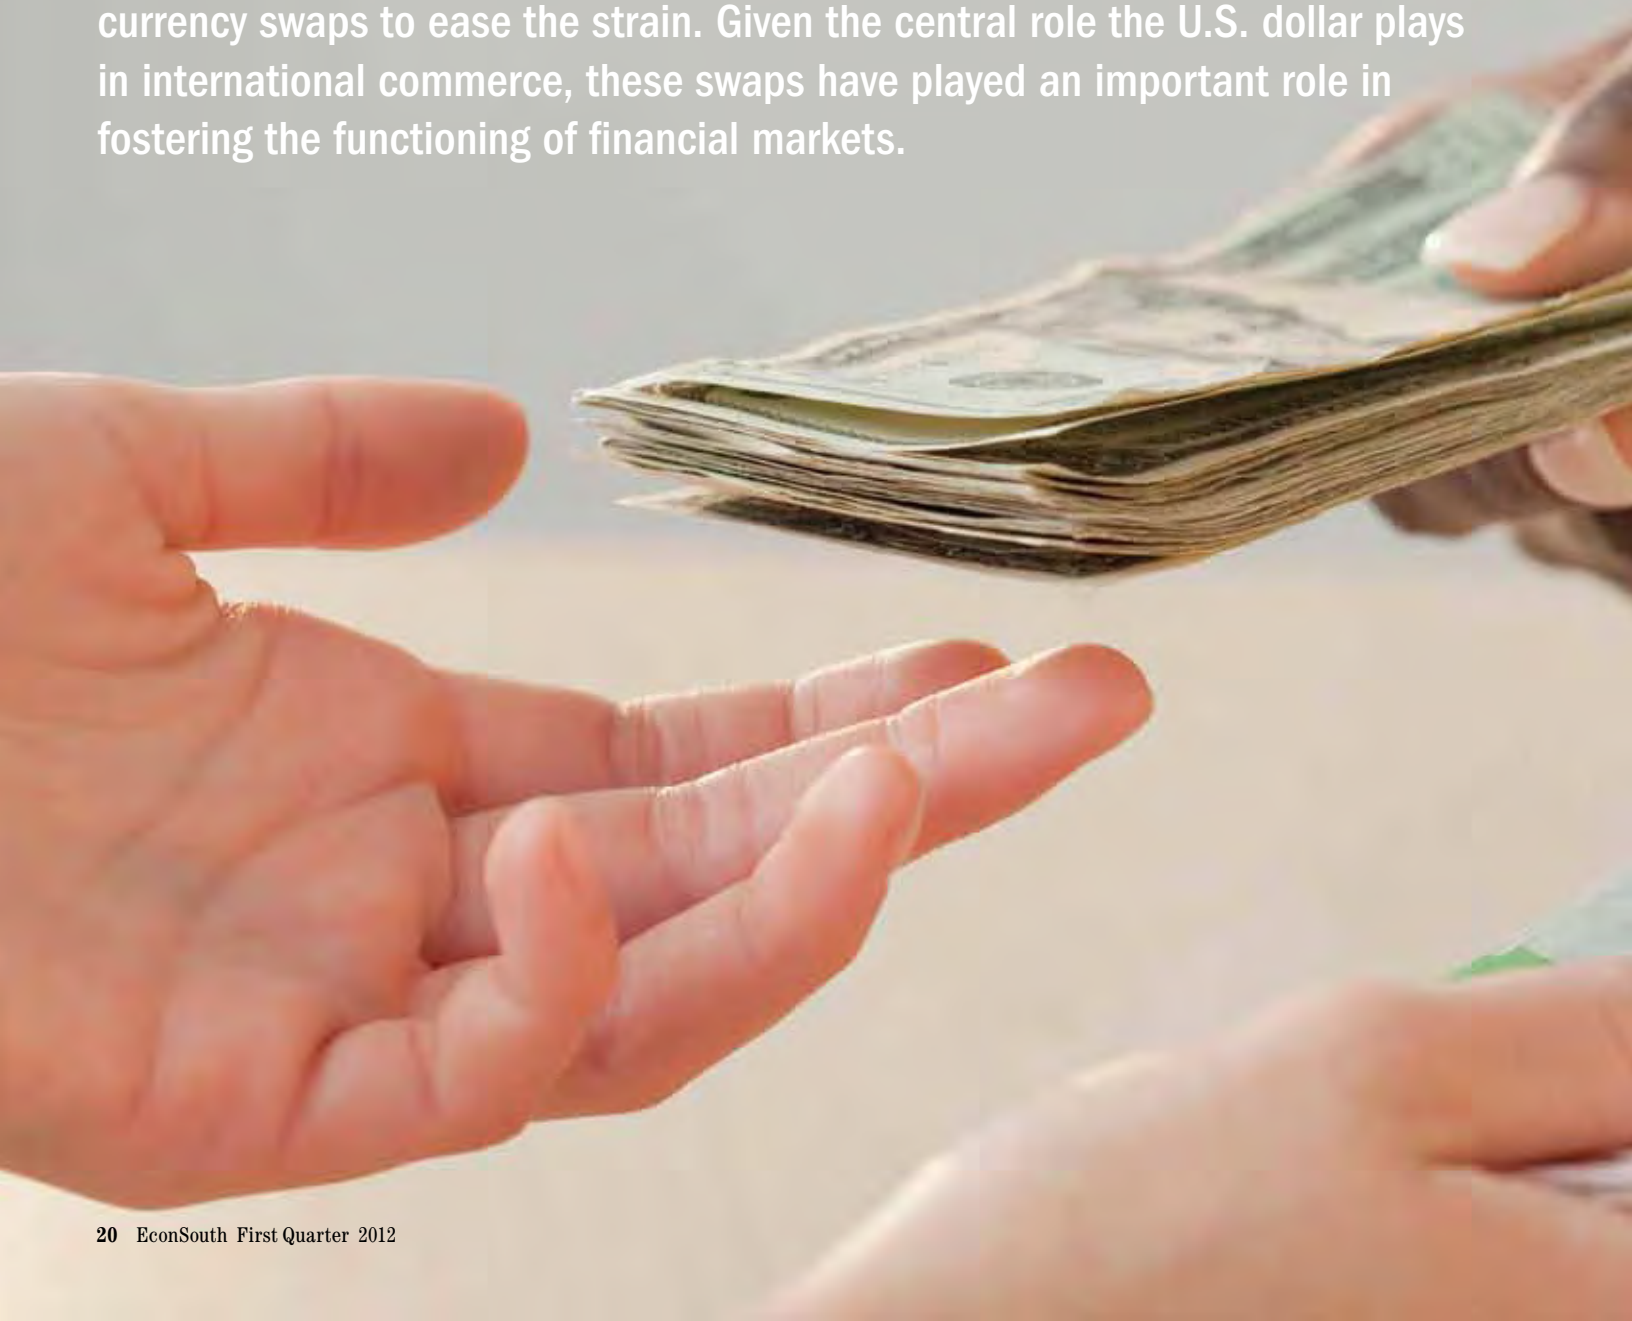 currency swaps to ease the strain. Given the central role the U.S. dollar plays
in international commerce, these swaps have played an important role in
fostering the functioning of financial markets.
20 EconSouth First Quarter 2012